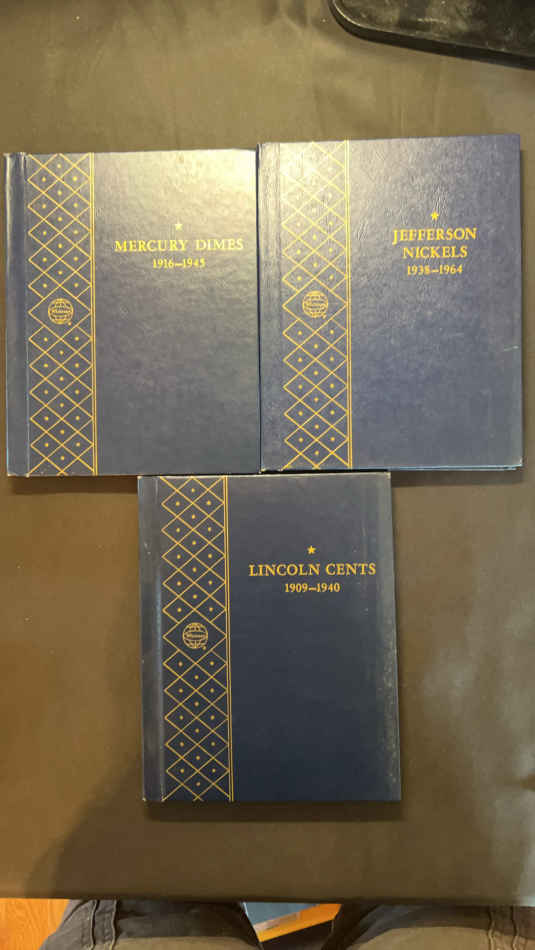 MERCURY DIMES
1916–1945
JEFFERSON
NICKELS
1938–1964
LINCOLN CENTS
1909–1940